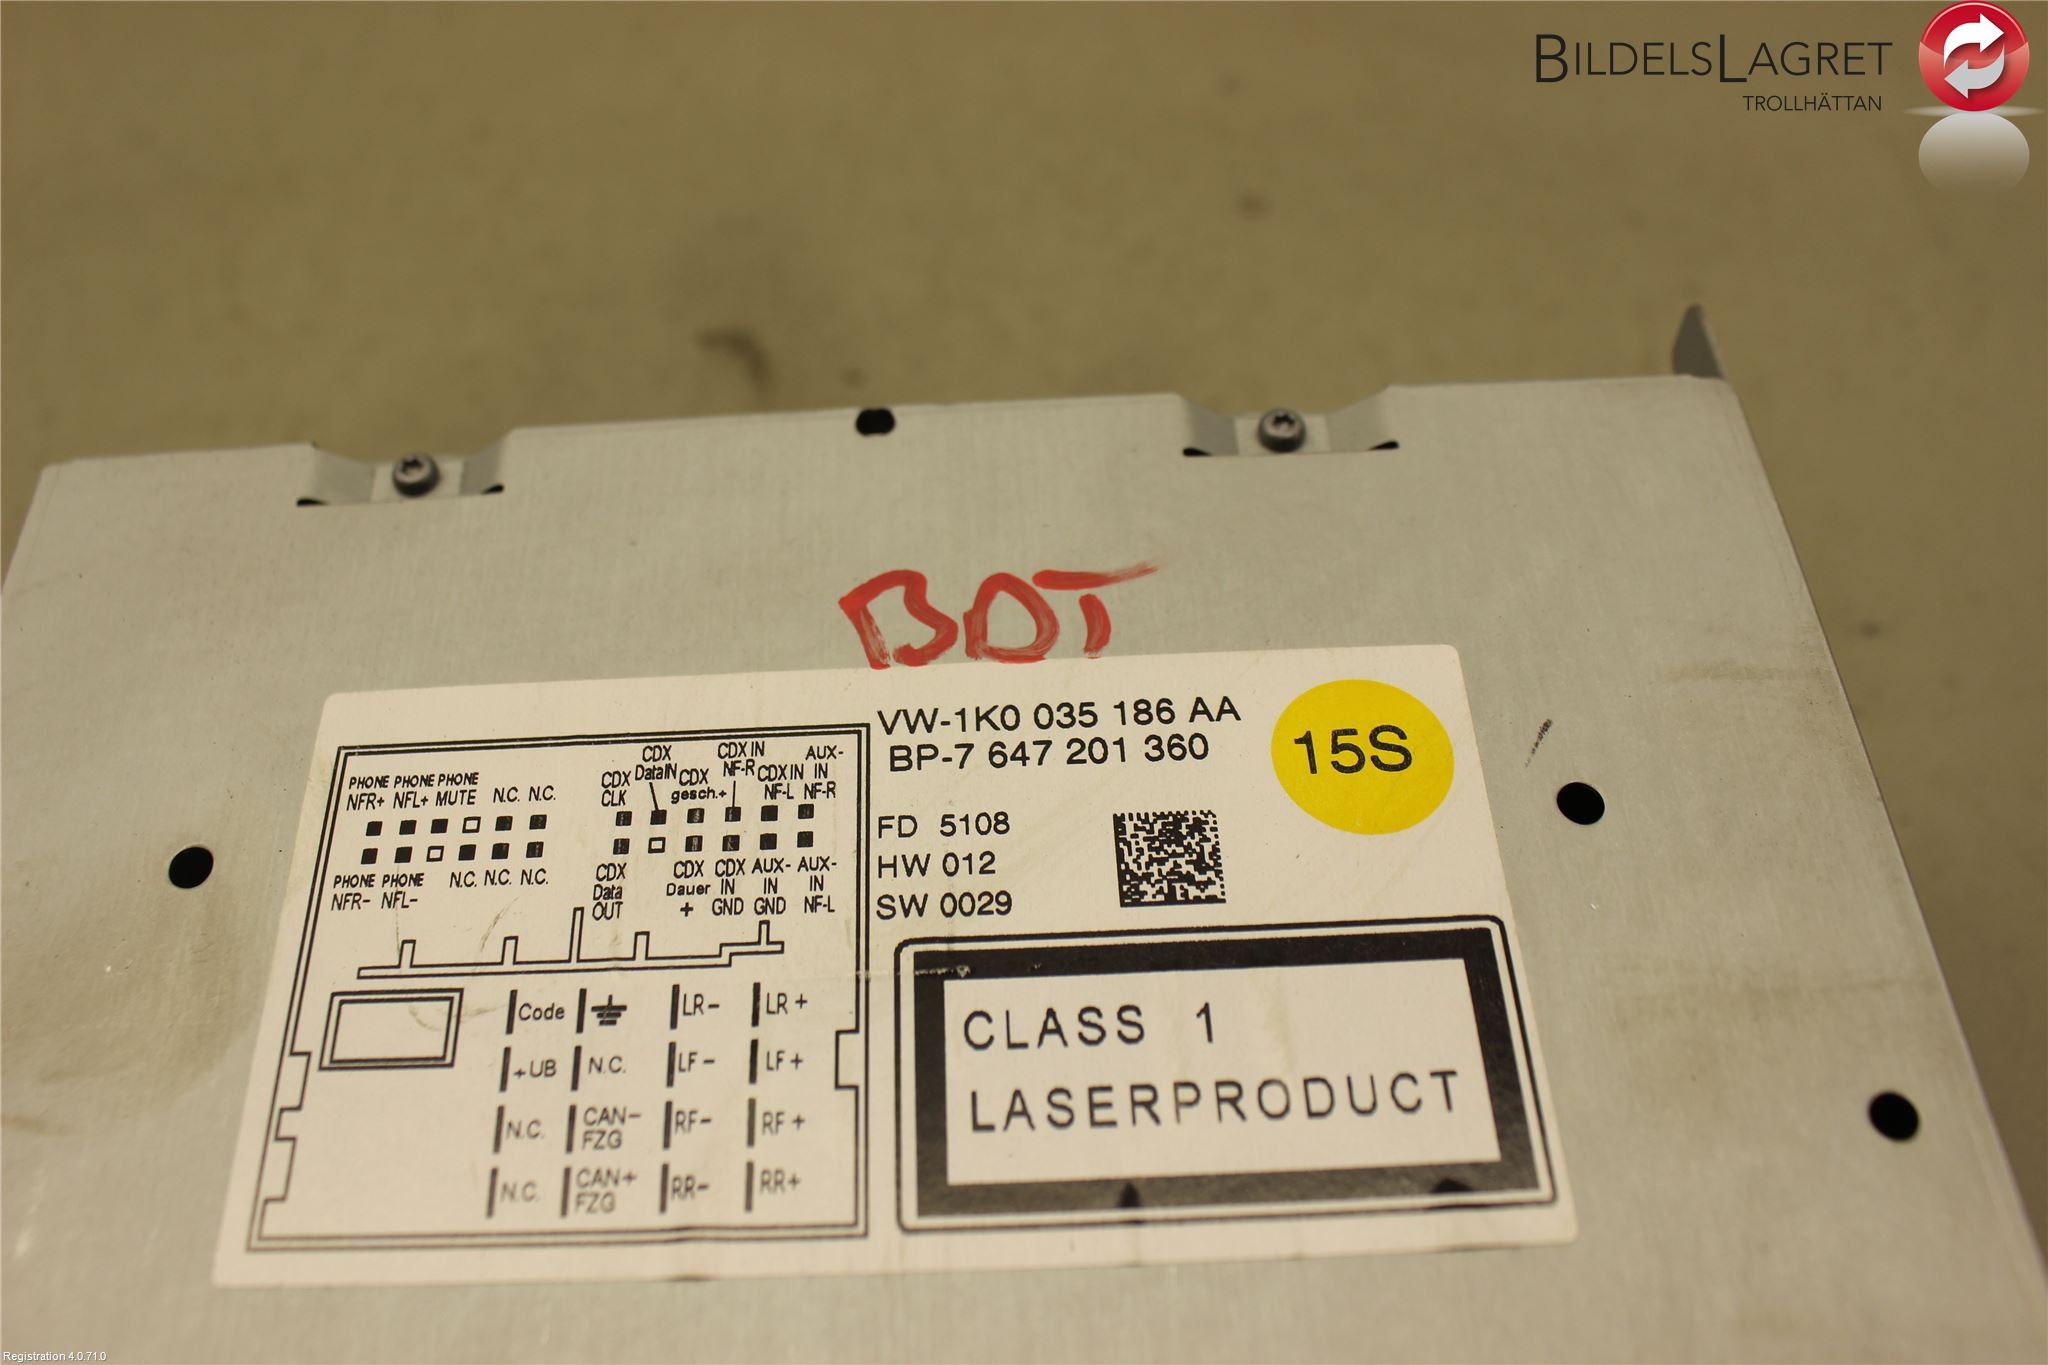 BILDELSLAGRET
TROLLHÄTTAN
BOT
VW-1K0 035 186 AA
BP-7 647 201 360
15S
FD 5108
HW 012
SW 0029
CLASS 1
LASERPRODUCT
PHONE PHONE PHONE
NFR+ NFL+ MUTE N.C. N.C.
CDX CLK
CDX DataIN
CDX gesch.+
CDX IN NF-R
CDX IN NF-L
AUX-IN NF-R
PHONE PHONE
NFR- NFL-
N.C. N.C. N.C.
CDX Data OUT
CDX Dauer +
CDX IN GND
AUX-IN GND
AUX-IN NF-L
Code LR- LR+
+UB N.C. LF- LF+
N.C. CAN- FZG RF- RF+
N.C. CAN+ FZG RR- RR+
Registration 4.0.71.0